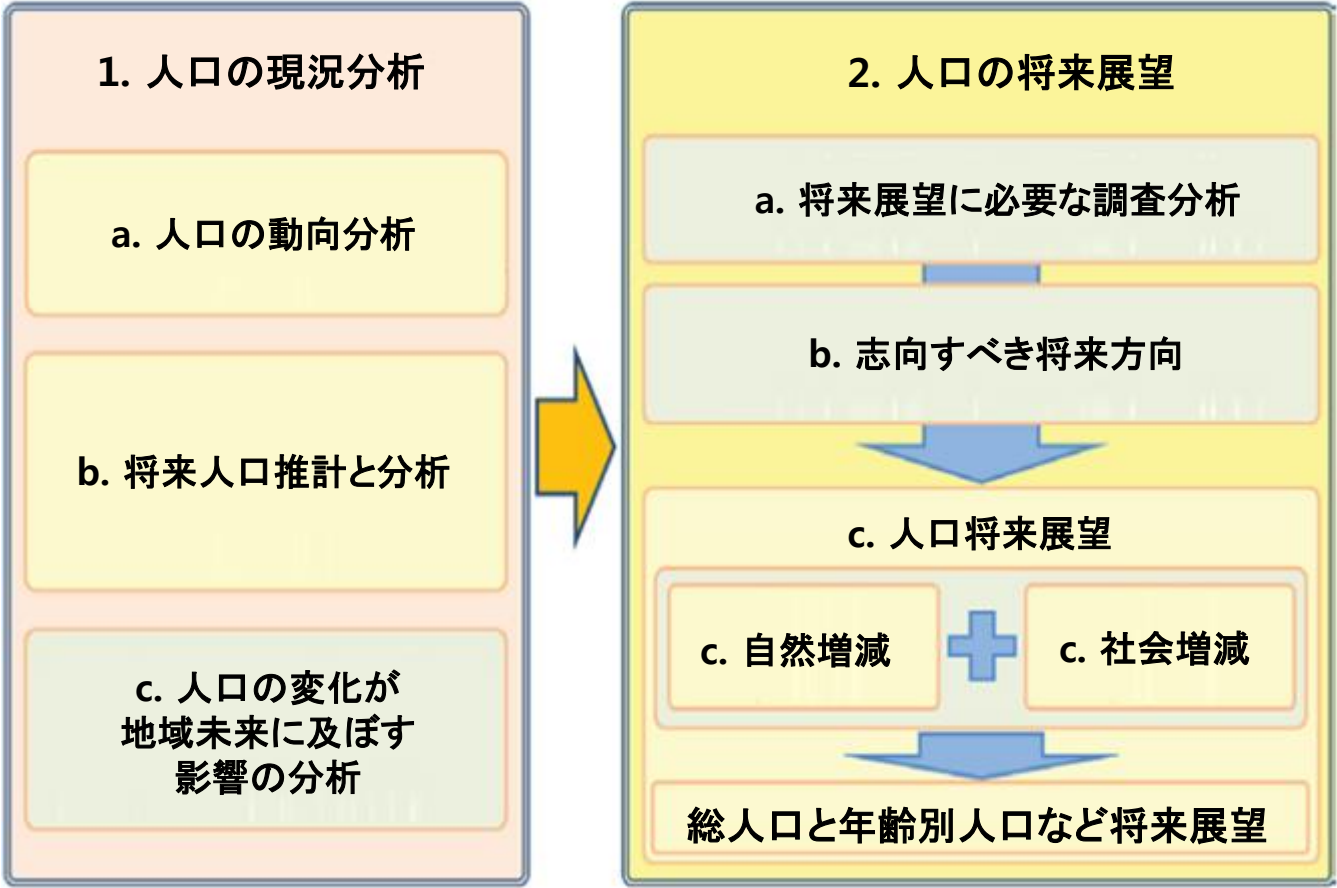 1. 人口の現況分析
a. 人口の動向分析
b. 将来人口推計と分析
c. 人口の変化が
地域未来に及ぼす
影響の分析
2. 人口の将来展望
a. 将来展望に必要な調査分析
b. 志向すべき将来方向
c. 人口将来展望
c. 自然増減
c. 社会増減
総人口と年齢別人口など将来展望